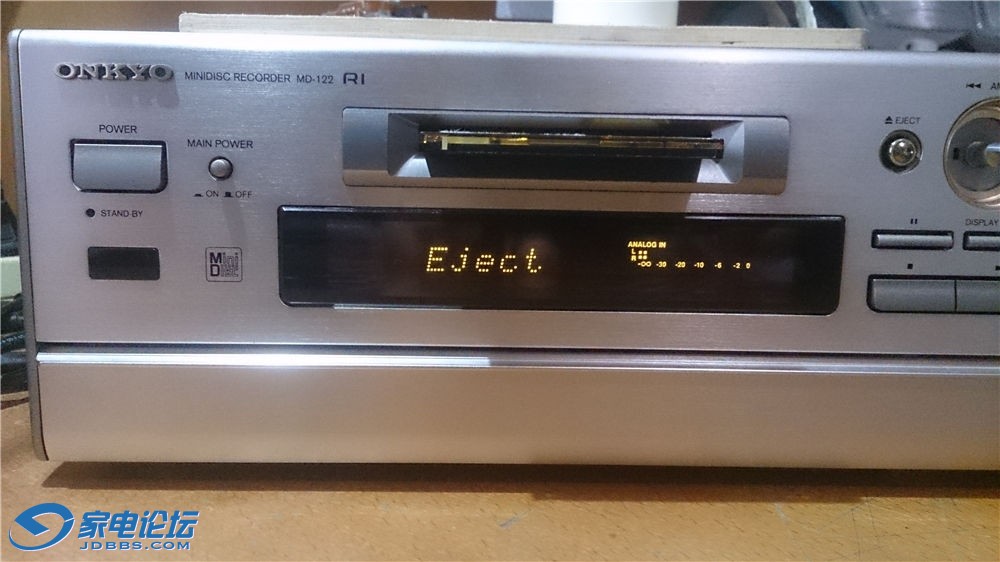 ONKYO MINIDISC RECORDER MD-122 RI
POWER
MAIN POWER
ON OFF
STAND-BY
Mini
Disc
Eject
ANALOG IN
L
R
-∞ -30 -20 -10 -6 -2 0
EJECT
DISPLAY
家电论坛
JDBBS.COM